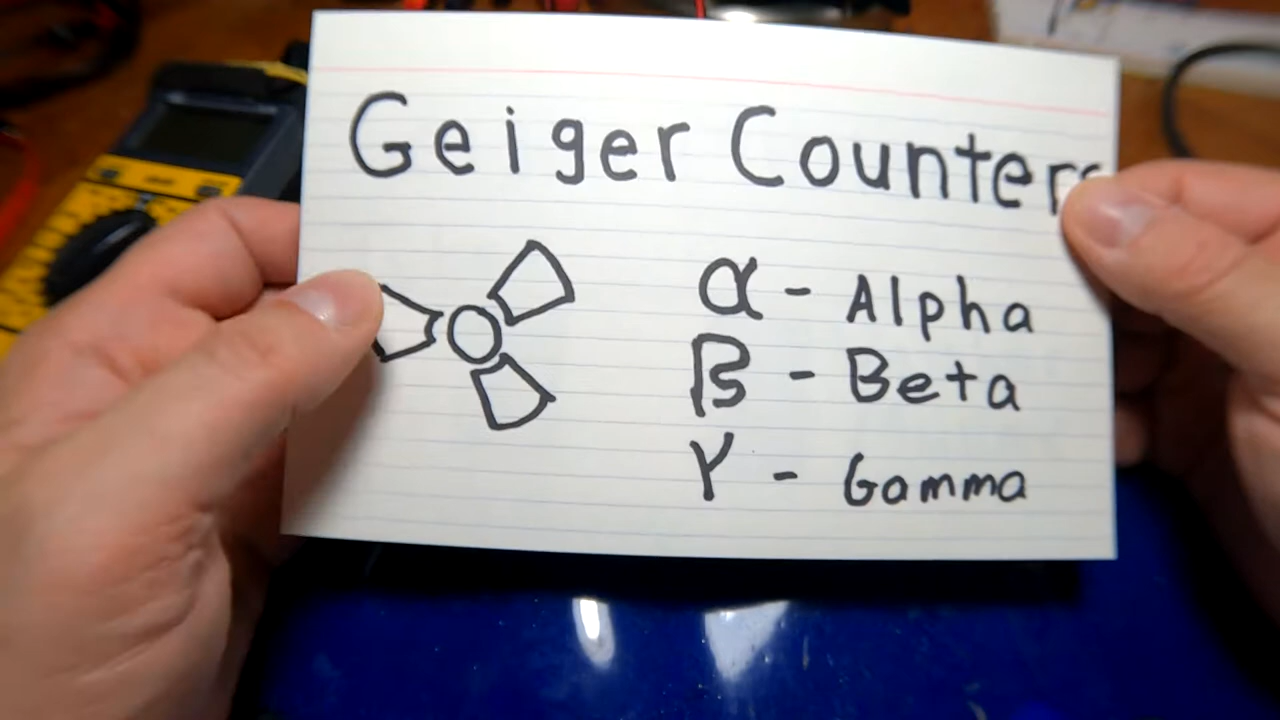 Geiger Counters
α - Alpha
β - Beta
γ - Gamma